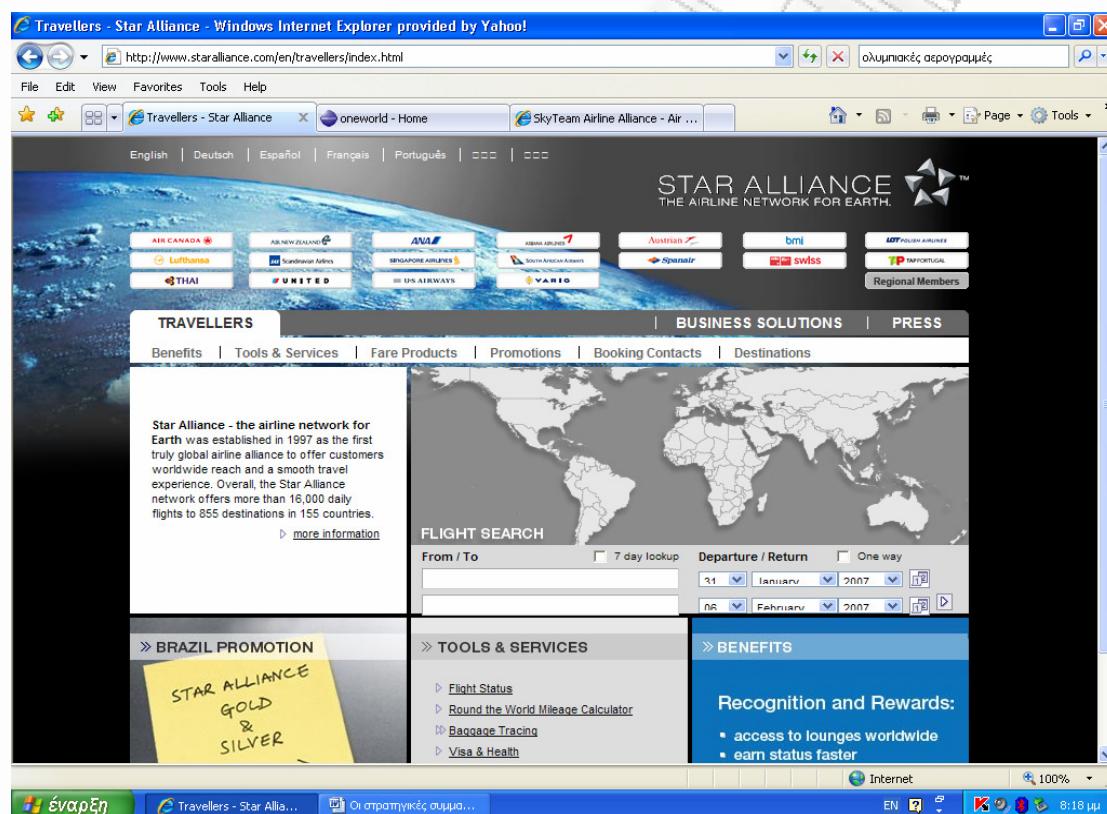 Travellers - Star Alliance - Windows Internet Explorer provided by Yahoo!
http://www.staralliance.com/en/travellers/index.html
ολυμπιακές αερογραμμές
File Edit View Favorites Tools Help
Travellers - Star Alliance
oneworld - Home
SkyTeam Airline Alliance - Air ...
Page
Tools
English | Deutsch | Español | Français | Português |
STAR ALLIANCE™
THE AIRLINE NETWORK FOR EARTH.
AIR CANADA
AIR NEW ZEALAND
ANA
ASIANA AIRLINES
Austrian
bmi
LOT POLISH AIRLINES
Lufthansa
SAS Scandinavian Airlines
SINGAPORE AIRLINES
SOUTH AFRICAN AIRWAYS
Spanair
swiss
TAP PORTUGAL
THAI
UNITED
US AIRWAYS
VARIG
Regional Members
TRAVELLERS | BUSINESS SOLUTIONS | PRESS
Benefits | Tools & Services | Fare Products | Promotions | Booking Contacts | Destinations
Star Alliance - the airline network for
Earth was established in 1997 as the first
truly global airline alliance to offer customers
worldwide reach and a smooth travel
experience. Overall, the Star Alliance
network offers more than 16,000 daily
flights to 855 destinations in 155 countries.
more information
FLIGHT SEARCH
From / To
7 day lookup
Departure / Return
One way
31 January 2007
06 February 2007
» BRAZIL PROMOTION
STAR ALLIANCE
GOLD
&
SILVER
» TOOLS & SERVICES
Flight Status
Round the World Mileage Calculator
Baggage Tracing
Visa & Health
» BENEFITS
Recognition and Rewards:
• access to lounges worldwide
• earn status faster
Internet
100%
έναρξη
Travellers - Star Allia...
Οι στρατηγικές συμμα...
EN
8:18 μμ